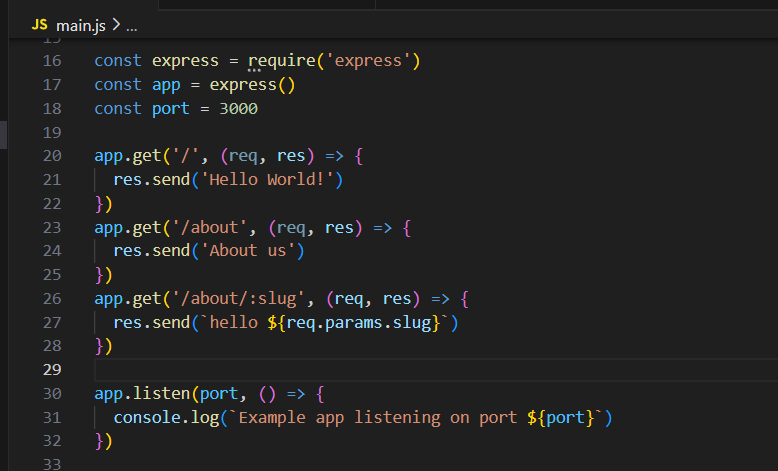 JS main.js > ...
15
16 const express = require('express')
17 const app = express()
18 const port = 3000
19
20 app.get('/', (req, res) => {
21   res.send('Hello World!')
22 })
23 app.get('/about', (req, res) => {
24   res.send('About us')
25 })
26 app.get('/about/:slug', (req, res) => {
27   res.send(`hello ${req.params.slug}`)
28 })
29
30 app.listen(port, () => {
31   console.log(`Example app listening on port ${port}`)
32 })
33